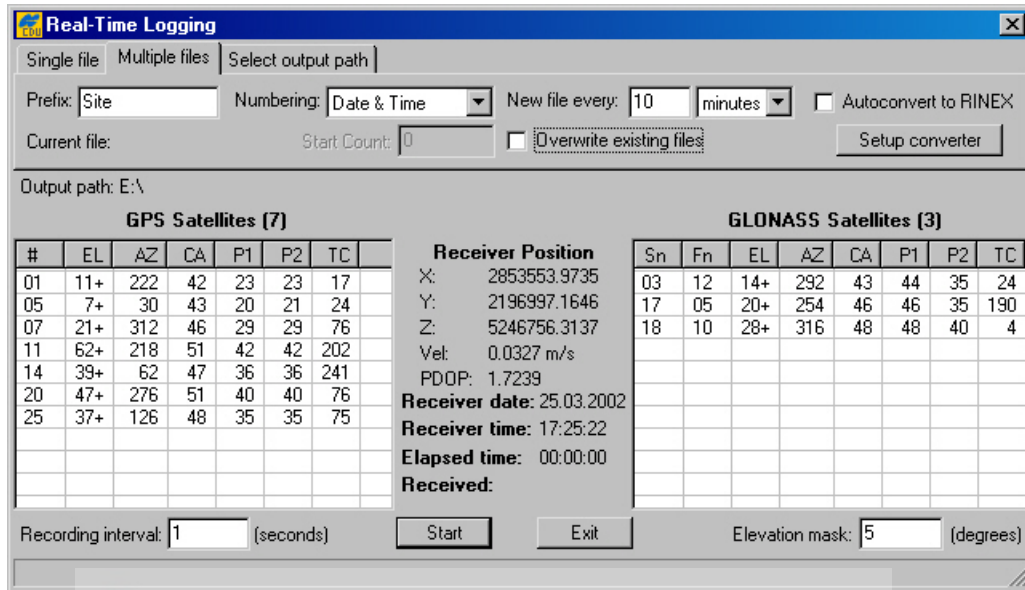 Real-Time Logging
Single file Multiple files Select output path
Prefix: Site Numbering: Date & Time New file every: 10 minutes Autoconvert to RINEX
Current file: Start Count: 0 Overwrite existing files Setup converter
Output path: E:\
GPS Satellites (7)
# EL AZ CA P1 P2 TC
01 11+ 222 42 23 23 17
05 7+ 30 43 20 21 24
07 21+ 312 46 29 29 76
11 62+ 218 51 42 42 202
14 39+ 62 47 36 36 241
20 47+ 276 51 40 40 76
25 37+ 126 48 35 35 75
Receiver Position
X: 2853553.9735
Y: 2196997.1646
Z: 5246756.3137
Vel: 0.0327 m/s
PDOP: 1.7239
Receiver date: 25.03.2002
Receiver time: 17:25:22
Elapsed time: 00:00:00
Received:
GLONASS Satellites (3)
Sn Fn EL AZ CA P1 P2 TC
03 12 14+ 292 43 44 35 24
17 05 20+ 254 46 46 35 190
18 10 28+ 316 48 48 40 4
Recording interval: 1 (seconds) Start Exit Elevation mask: 5 (degrees)